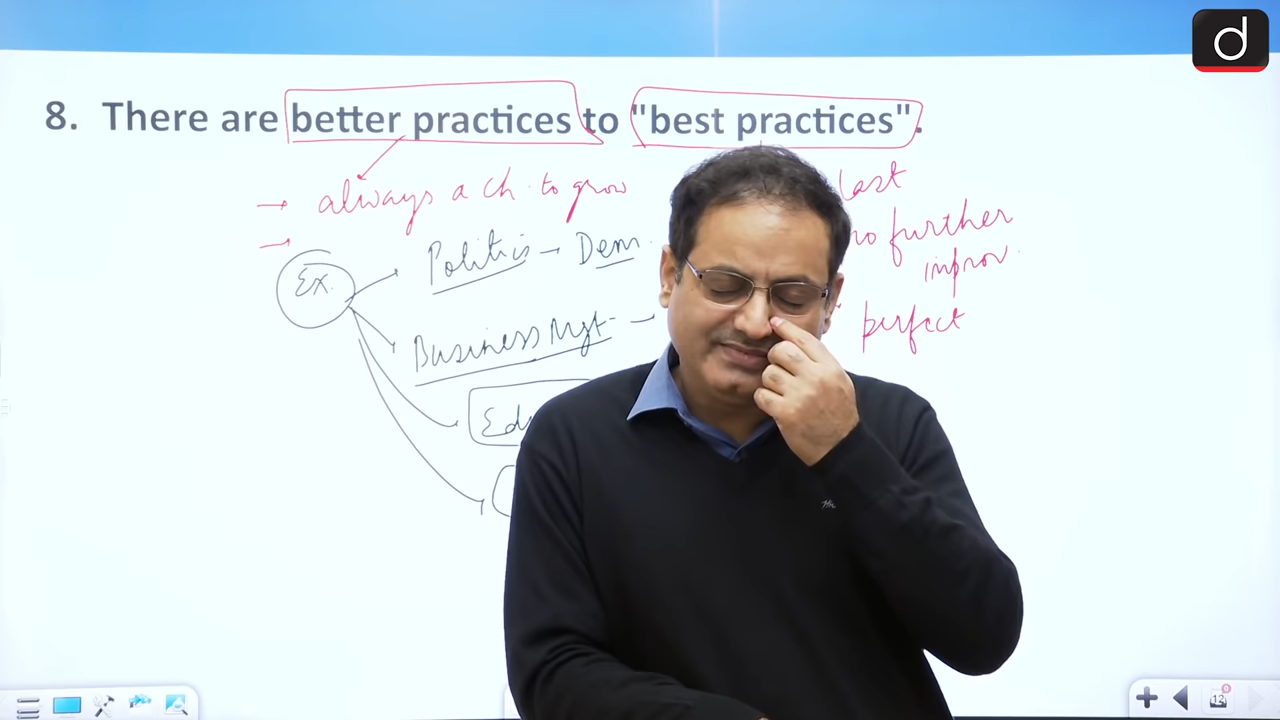 d
8. There are better practices to "best practices".
→ always a ch. to grow
last
→
no further
improv.
Ex.
Politics → Dem.
perfect
Business Mgt →
12